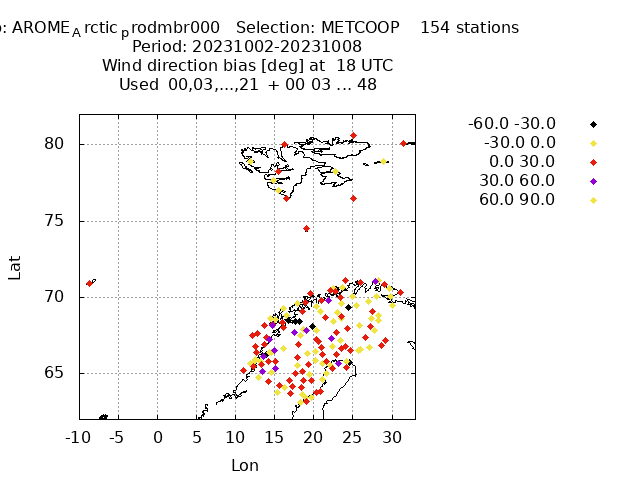 : AROME_Arctic_prodmbr000 Selection: METCOOP 154 stations
Period: 20231002-20231008
Wind direction bias [deg] at 18 UTC
Used 00,03,...,21 + 00 03 ... 48
-60.0 -30.0
-30.0 0.0
0.0 30.0
30.0 60.0
60.0 90.0
80
75
70
65
Lat
-10 -5 0 5 10 15 20 25 30
Lon